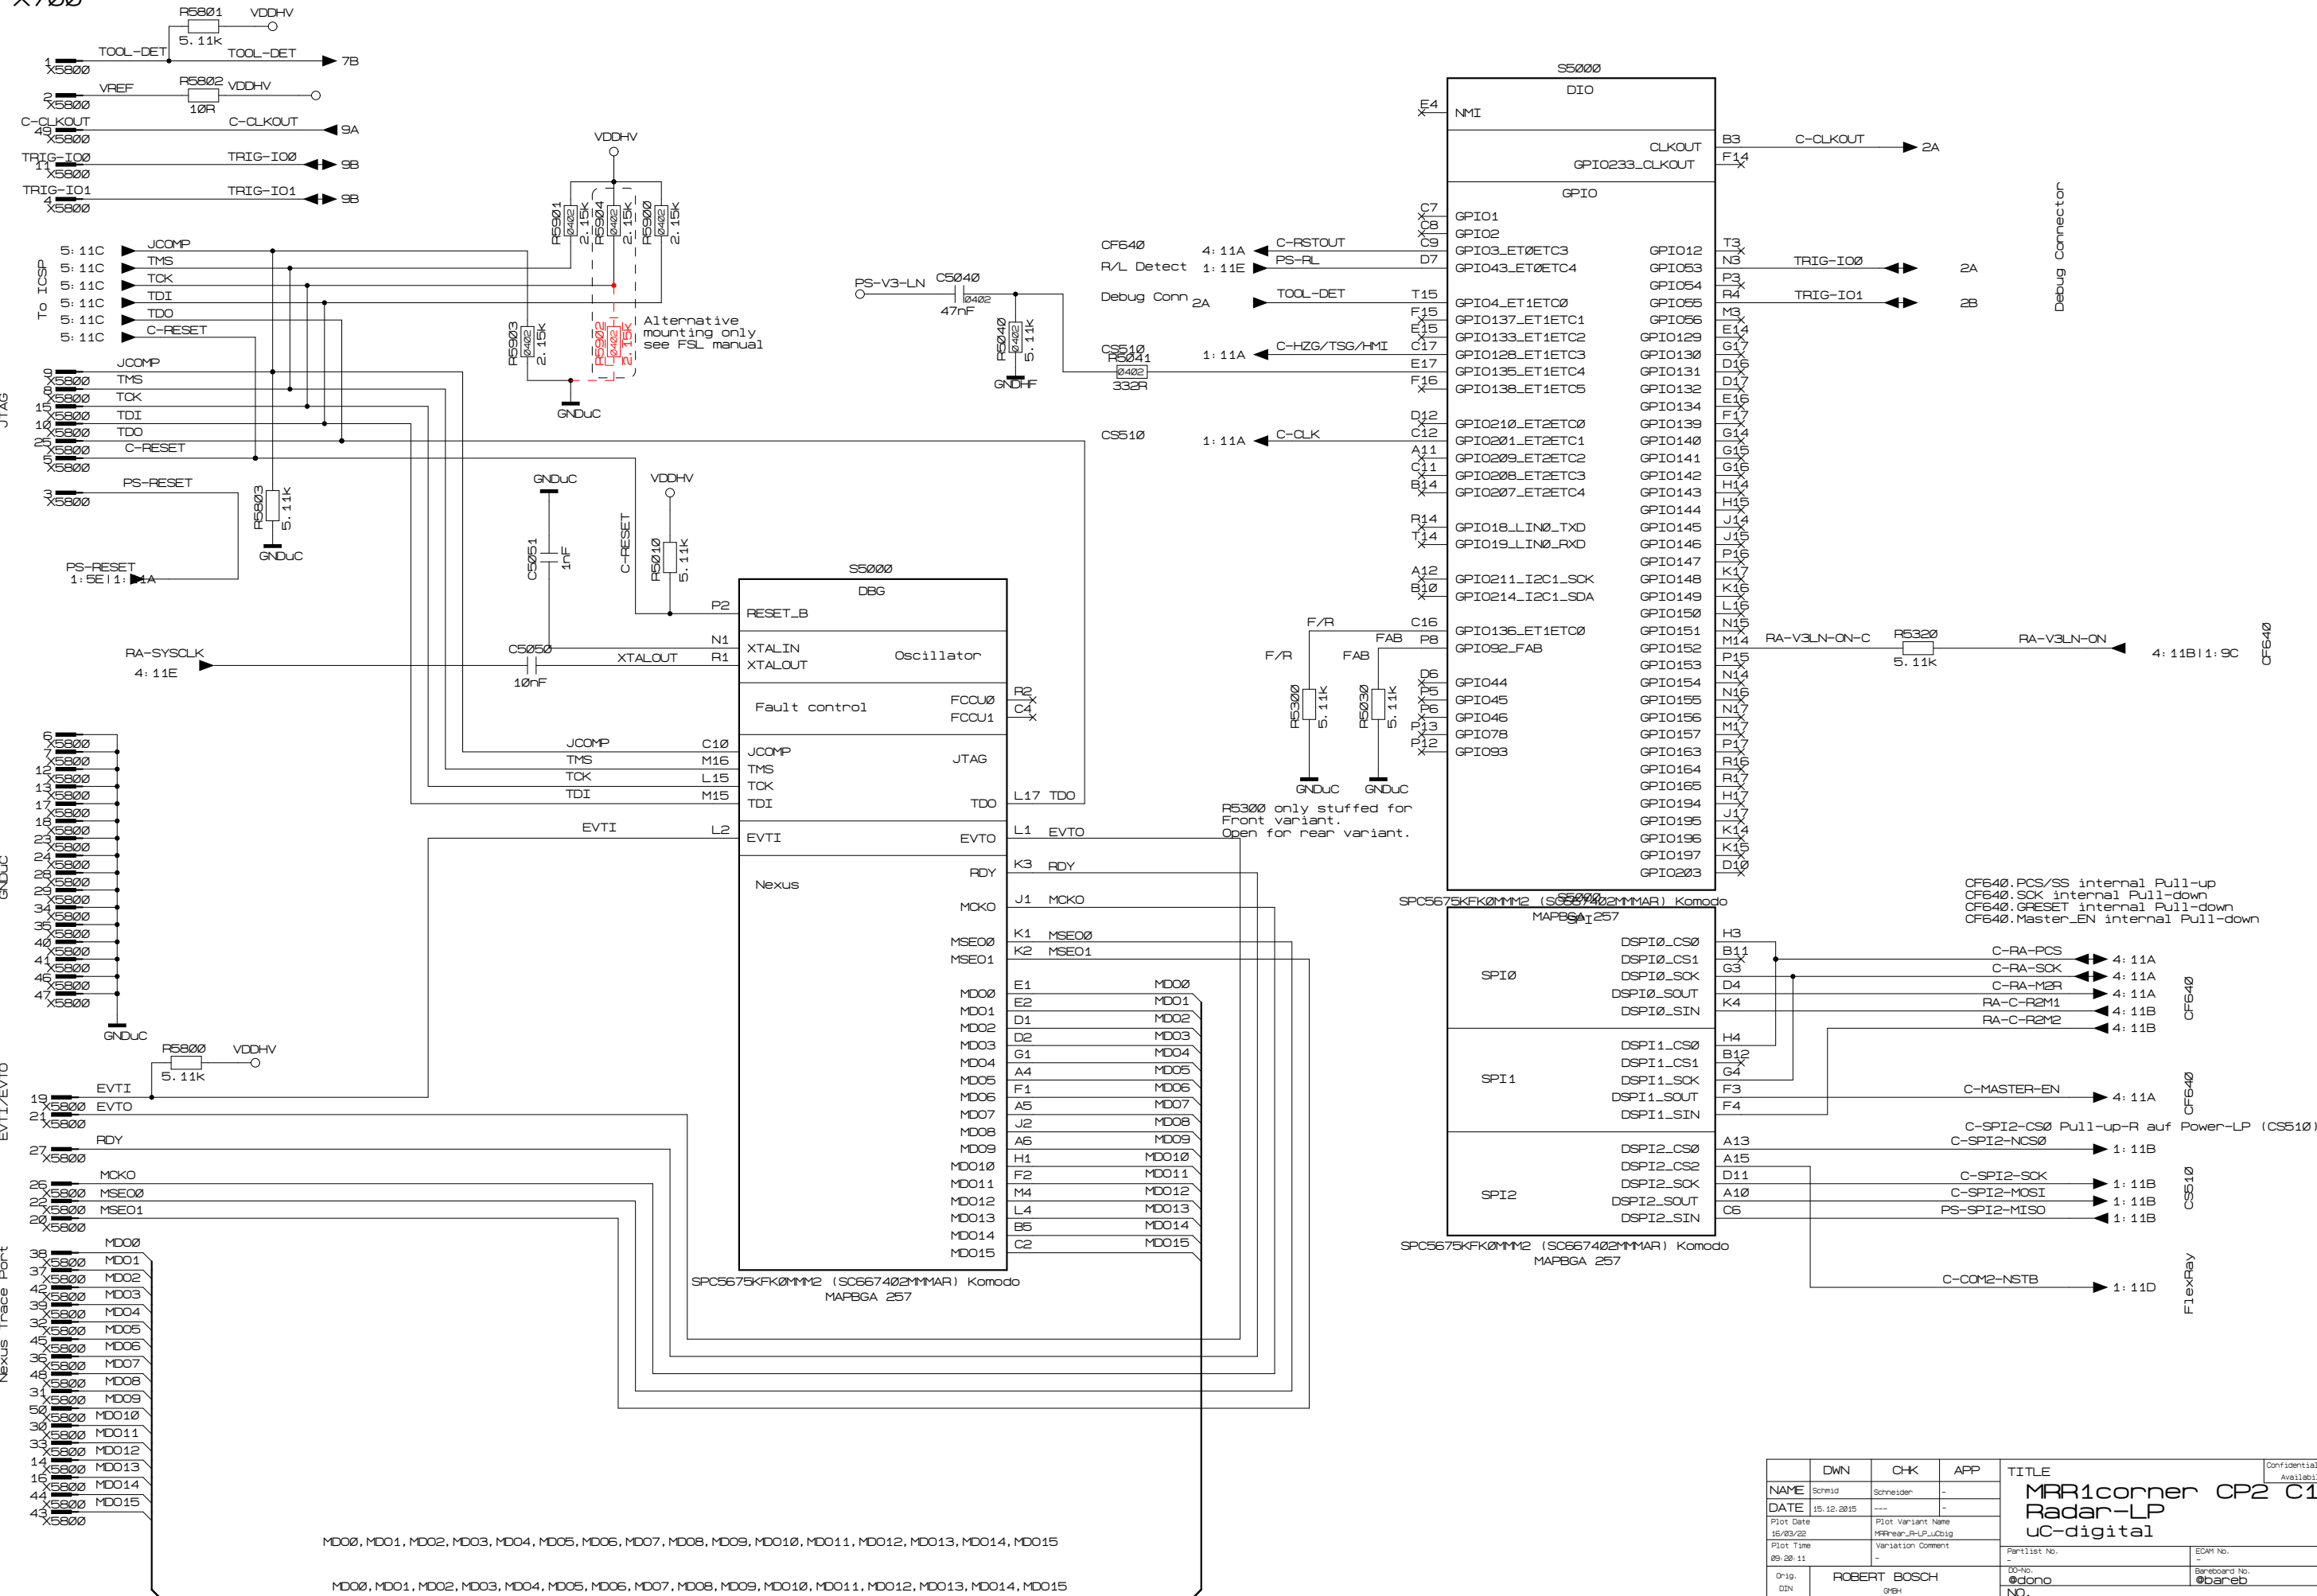 X700
R5801 VDDHV
5.11k
TOOL-DET TOOL-DET 7B
1 X5800
R5802 VDDHV
VREF
10R
2 X5800
C-CLKOUT C-CLKOUT 9A
49 X5800
TRIG-IO0 TRIG-IO0 9B
11 X5800
TRIG-IO1 TRIG-IO1 9B
4 X5800
To ICSP
5:11C JCOMP
5:11C TMS
5:11C TCK
5:11C TDI
5:11C TDO
5:11C C-RESET
JTAG
JCOMP
9 X5800
TMS
8 X5800
TCK
15 X5800
TDI
10 X5800
TDO
25 X5800
C-RESET
5 X5800
PS-RESET
3 X5800
R5803 5.11k
GNDuC
PS-RESET
VDDHV
R5901 0402 2.15k
R5904 0402 2.15k
R5900 0402 2.15k
R5903 0402 2.15k
R5902 0402 2.15k
Alternative
mounting only
see FSL manual
GNDuC
GNDuC
C5051 1nF
C-RESET
VDDHV
R5010 5.11k
RA-SYSCLK
4:11E
C5050
10nF
XTALOUT
S5000
DBG
P2 RESET_B
N1 XTALIN
R1 XTALOUT
Oscillator
Fault control
FCCU0 R2
FCCU1 C4
JCOMP C10 JCOMP
TMS M16 TMS
TCK L15 TCK
TDI M15 TDI
JTAG
TDO L17 TDO
EVTI L2 EVTI
EVTO L1 EVTO
Nexus
RDY K3 RDY
MCKO J1 MCKO
MSEO0 K1 MSEO0
MSEO1 K2 MSEO1
MDO0 E1 MDO0
MDO1 E2 MDO1
MDO2 D1 MDO2
MDO3 D2 MDO3
MDO4 G1 MDO4
MDO5 A4 MDO5
MDO6 F1 MDO6
MDO7 A5 MDO7
MDO8 J2 MDO8
MDO9 A6 MDO9
MDO10 H1 MDO10
MDO11 F2 MDO11
MDO12 M4 MDO12
MDO13 L4 MDO13
MDO14 B5 MDO14
MDO15 C2 MDO15
SPC5675KFK0MMM2 (SC667402MMMAR) Komodo
MAPBGA 257
GNDuC
6 X5800
7 X5800
12 X5800
13 X5800
17 X5800
18 X5800
23 X5800
24 X5800
28 X5800
29 X5800
34 X5800
35 X5800
40 X5800
41 X5800
46 X5800
47 X5800
GNDuC
R5800 VDDHV
5.11k
EVTI/EVTO
EVTI
19 X5800
EVTO
21 X5800
RDY
27 X5800
MCKO
26 X5800
MSEO0
22 X5800
MSEO1
20 X5800
Nexus Trace Port
MDO0
38 X5800
MDO1
37 X5800
MDO2
42 X5800
MDO3
39 X5800
MDO4
32 X5800
MDO5
45 X5800
MDO6
36 X5800
MDO7
48 X5800
MDO8
31 X5800
MDO9
50 X5800
MDO10
30 X5800
MDO11
33 X5800
MDO12
14 X5800
MDO13
16 X5800
MDO14
44 X5800
MDO15
43 X5800
MDO0,MDO1,MDO2,MDO3,MDO4,MDO5,MDO6,MDO7,MDO8,MDO9,MDO10,MDO11,MDO12,MDO13,MDO14,MDO15
MDO0,MDO1,MDO2,MDO3,MDO4,MDO5,MDO6,MDO7,MDO8,MDO9,MDO10,MDO11,MDO12,MDO13,MDO14,MDO15
PS-V3-LN
C5040
0402
47nF
R5040 0402 5.11k
GNDHF
CF640 4:11A C-RSTOUT
R/L Detect 1:11E PS-RL
Debug Conn 2A TOOL-DET
CS510 1:11A C-HZG/TSG/HMI
R5041
0402
332R
CS510 1:11A C-CLK
S5000
DIO
E4 NMI
CLKOUT B3 C-CLKOUT 2A
GPIO233_CLKOUT F14
GPIO
C7 GPIO1
C8 GPIO2
C9 GPIO3_ET0ETC3
D7 GPIO43_ET0ETC4
T15 GPIO4_ET1ETC0
F15 GPIO137_ET1ETC1
E15 GPIO133_ET1ETC2
C17 GPIO128_ET1ETC3
E17 GPIO135_ET1ETC4
F16 GPIO138_ET1ETC5
D12 GPIO210_ET2ETC0
C12 GPIO201_ET2ETC1
A11 GPIO209_ET2ETC2
C11 GPIO208_ET2ETC3
B14 GPIO207_ET2ETC4
R14 GPIO18_LIN0_TXD
T14 GPIO19_LIN0_RXD
A12 GPIO211_I2C1_SCK
B10 GPIO214_I2C1_SDA
F/R C16 GPIO136_ET1ETC0
FAB P8 GPIO92_FAB
D6 GPIO44
P5 GPIO45
P6 GPIO46
P13 GPIO78
P12 GPIO93
F/R FAB
R5300 5.11k
R5030 5.11k
GNDuC GNDuC
R5300 only stuffed for
Front variant.
Open for rear variant.
GPIO12 T3
GPIO53 N3 TRIG-IO0 2A
GPIO54 P3
GPIO55 R4 TRIG-IO1 2B
GPIO56 M3
GPIO129 E14
GPIO130 G17
GPIO131 D16
GPIO132 D17
GPIO134 E16
GPIO139 F17
GPIO140 G14
GPIO141 G15
GPIO142 G16
GPIO143 H14
GPIO144 H15
GPIO145 J14
GPIO146 J15
GPIO147 P16
GPIO148 K17
GPIO149 K16
GPIO150 L16
GPIO151 N15
GPIO152 M14
GPIO153 P15
GPIO154 N14
GPIO155 N16
GPIO156 N17
GPIO157 M17
GPIO163 P17
GPIO164 R16
GPIO165 R17
GPIO194 H17
GPIO195 J17
GPIO196 K14
GPIO197 K15
GPIO203 D10
Debug Connector
RA-V3LN-ON-C R5320 RA-V3LN-ON
5.11k
4:11B|1:9C
CF640
SPC5675KFK0MMM2 (SC667402MMMAR) Komodo
MAPBGA 257
S5000
SPI
CF640.PCS/SS internal Pull-up
CF640.SCK internal Pull-down
CF640.GRESET internal Pull-down
CF640.Master_EN internal Pull-down
SPI0
DSPI0_CS0 H3
DSPI0_CS1 B11 C-RA-PCS 4:11A
DSPI0_SCK G3 C-RA-SCK 4:11A
DSPI0_SOUT D4 C-RA-M2R 4:11A
DSPI0_SIN K4 RA-C-R2M1 4:11B
RA-C-R2M2 4:11B
CF640
SPI1
DSPI1_CS0 H4
DSPI1_CS1 B12
DSPI1_SCK G4
DSPI1_SOUT F3 C-MASTER-EN 4:11A
DSPI1_SIN F4
CF640
C-SPI2-CS0 Pull-up-R auf Power-LP (CS510)
SPI2
DSPI2_CS0 A13 C-SPI2-NCS0 1:11B
DSPI2_CS2 A15
DSPI2_SCK D11 C-SPI2-SCK 1:11B
DSPI2_SOUT A10 C-SPI2-MOSI 1:11B
DSPI2_SIN C6 PS-SPI2-MISO 1:11B
CS510
SPC5675KFK0MMM2 (SC667402MMMAR) Komodo
MAPBGA 257
C-COM2-NSTB 1:11D
FlexRay
DWN CHK APP
NAME Schmid Schneider -
DATE 15.12.2015 --- -
Plot Date
16/03/22
Plot Variant Name
MRRrear_R-LP_uCbig
Plot Time
09:20:11
Variation Comment
-
Orig.
DIN
ROBERT BOSCH
GMBH
TITLE
Confidential
MRR1corner CP2 C1
Radar-LP
uC-digital
Partlist No.
-
ECAM No.
-
DO-No.
@dono
Bareboard No.
@bareb
NO.